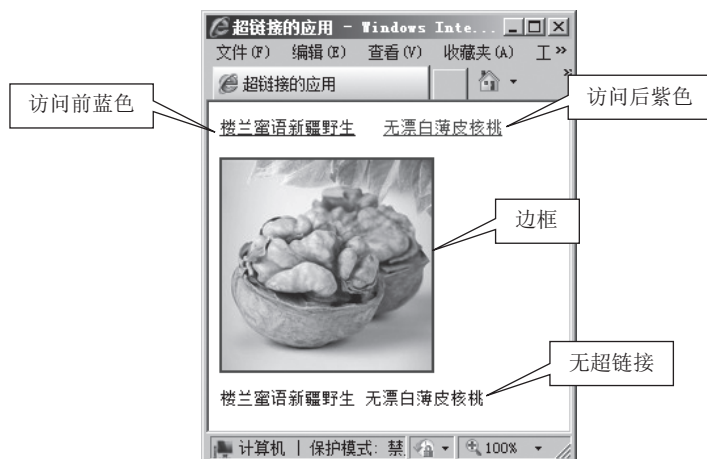 超链接的应用 - Windows Inte...
文件(F) 编辑(E) 查看(V) 收藏夹(A) 工 »
超链接的应用 »
访问前蓝色
访问后紫色
楼兰蜜语新疆野生 无漂白薄皮核桃
边框
无超链接
楼兰蜜语新疆野生 无漂白薄皮核桃
计算机 | 保护模式: 禁 100%